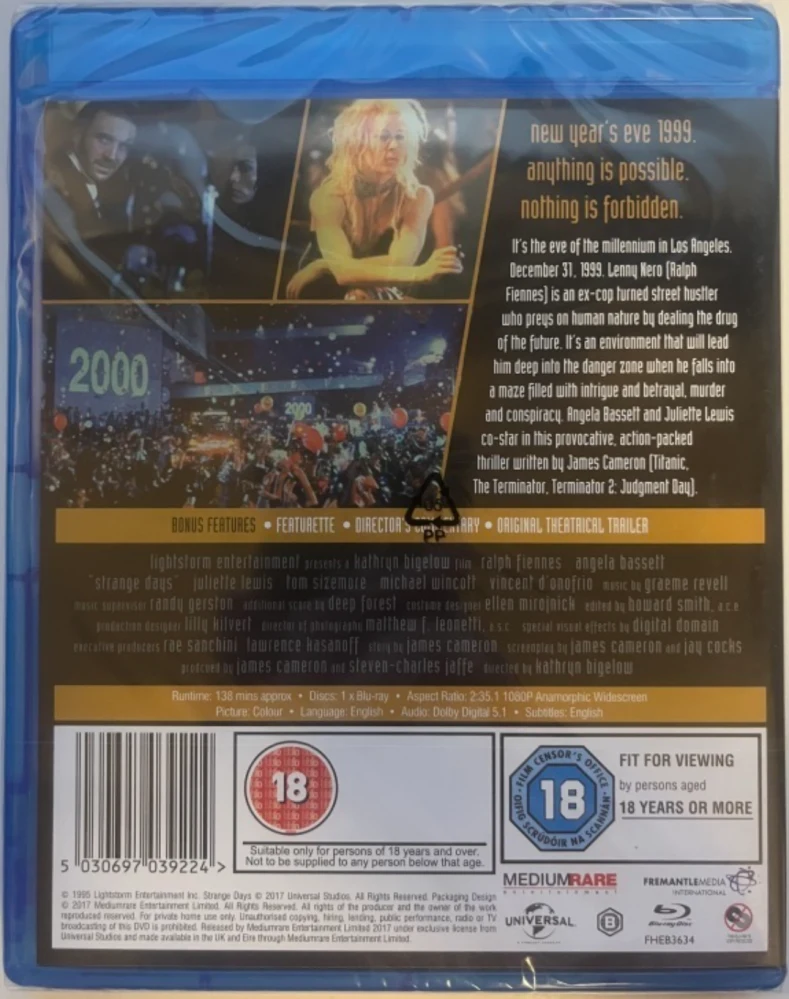 new year's eve 1999.
anything is possible.
nothing is forbidden.
It's the eve of the millennium in Los Angeles.
December 31, 1999. Lenny Nero (Ralph
Fiennes) is an ex-cop turned street hustler
who preys on human nature by dealing the drug
of the future. It's an environment that will lead
him deep into the danger zone when he falls into
a maze filled with intrigue and betrayal, murder
and conspiracy. Angela Bassett and Juliette Lewis
co-star in this provocative, action-packed
thriller written by James Cameron (Titanic,
The Terminator, Terminator 2: Judgment Day).
2000
2000
PP
BONUS FEATURES • FEATURETTE • DIRECTOR'S COMMENTARY • ORIGINAL THEATRICAL TRAILER
lightstorm entertainment presents a kathryn bigelow film ralph fiennes angela bassett
"strange days" juliette lewis tom sizemore michael wincott vincent d'onofrio music by graeme revell
music supervisor randy gerston additional score by deep forest costume designer ellen mirojnick edited by howard smith, a.c.e
production designer lilly kilvert director of photography matthew f. leonetti, a.s.c special visual effects by digital domain
executive producers rae sanchini lawrence kasanoff story by james cameron screenplay by james cameron and jay cocks
produced by james cameron and steven-charles jaffe directed by kathryn bigelow
Runtime: 138 mins approx • Discs: 1 x Blu-ray • Aspect Ratio: 2:35.1 1080P Anamorphic Widescreen
Picture: Colour • Language: English • Audio: Dolby Digital 5.1 • Subtitles: English
18
Suitable only for persons of 18 years and over.
Not to be supplied to any person below that age.
FILM CENSOR'S OFFICE
18
OIFIG SCRÚDÓIR NA SCANNÁN
FIT FOR VIEWING
by persons aged
18 YEARS OR MORE
5 030697 039224 >
© 1995 Lightstorm Entertainment Inc. Strange Days © 2017 Universal Studios. All Rights Reserved. Packaging Design
© 2017 Mediumrare Entertainment Limited. All Rights Reserved. All rights of the producer and the owner of the work
reproduced reserved. For private home use only. Unauthorised copying, hiring, lending, public performance, radio or TV
broadcasting of this DVD is prohibited. Released by Mediumrare Entertainment Limited 2017 under exclusive license from
Universal Studios and made available in the UK and Eire through Mediumrare Entertainment Limited.
MEDIUMRARE
entertainment
FREMANTLEMEDIA
INTERNATIONAL
UNIVERSAL
B
Blu-ray Disc
FHEB3634